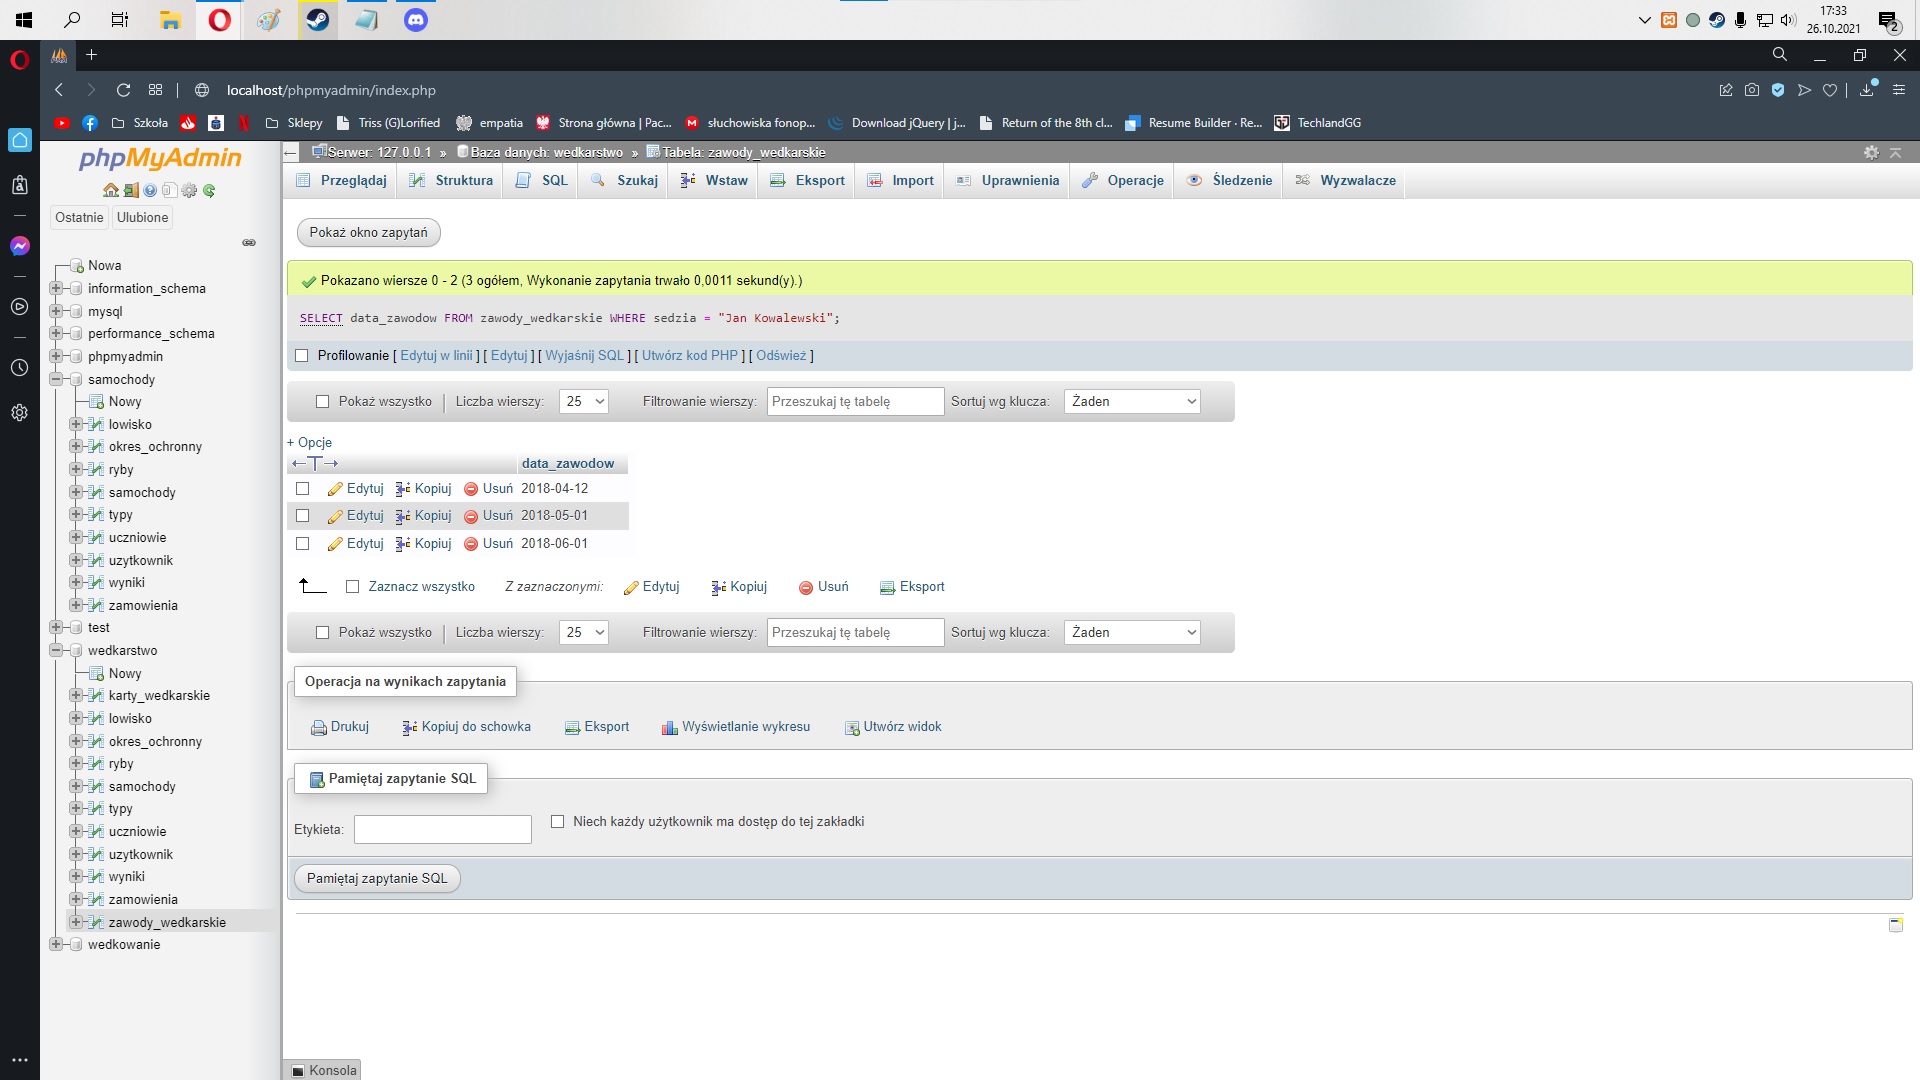 17:33
26.10.2021
2
localhost/phpmyadmin/index.php
Szkoła
Sklepy
Triss (G)Lorified
empatia
Strona główna | Pac...
słuchowiska fonop...
Download jQuery | j...
Return of the 8th cl...
Resume Builder · Re...
TechlandGG
phpMyAdmin
Ostatnie
Ulubione
Nowa
information_schema
mysql
performance_schema
phpmyadmin
samochody
Nowy
lowisko
okres_ochronny
ryby
samochody
typy
uczniowie
uzytkownik
wyniki
zamowienia
test
wedkarstwo
Nowy
karty_wedkarskie
lowisko
okres_ochronny
ryby
samochody
typy
uczniowie
uzytkownik
wyniki
zamowienia
zawody_wedkarskie
wedkowanie
Serwer: 127.0.0.1 » Baza danych: wedkarstwo » Tabela: zawody_wedkarskie
Przeglądaj Struktura SQL Szukaj Wstaw Eksport Import Uprawnienia Operacje Śledzenie Wyzwalacze
Pokaż okno zapytań
Pokazano wiersze 0 - 2 (3 ogółem, Wykonanie zapytania trwało 0,0011 sekund(y).)
SELECT data_zawodow FROM zawody_wedkarskie WHERE sedzia = "Jan Kowalewski";
Profilowanie [ Edytuj w linii ] [ Edytuj ] [ Wyjaśnij SQL ] [ Utwórz kod PHP ] [ Odśwież ]
Pokaż wszystko | Liczba wierszy: 25 Filtrowanie wierszy: Przeszukaj tę tabelę Sortuj wg klucza: Żaden
+ Opcje
←T→ data_zawodow
Edytuj Kopiuj Usuń 2018-04-12
Edytuj Kopiuj Usuń 2018-05-01
Edytuj Kopiuj Usuń 2018-06-01
Zaznacz wszystko Z zaznaczonymi: Edytuj Kopiuj Usuń Eksport
Pokaż wszystko | Liczba wierszy: 25 Filtrowanie wierszy: Przeszukaj tę tabelę Sortuj wg klucza: Żaden
Operacja na wynikach zapytania
Drukuj Kopiuj do schowka Eksport Wyświetlanie wykresu Utwórz widok
Pamiętaj zapytanie SQL
Etykieta: Niech każdy użytkownik ma dostęp do tej zakładki
Pamiętaj zapytanie SQL
Konsola